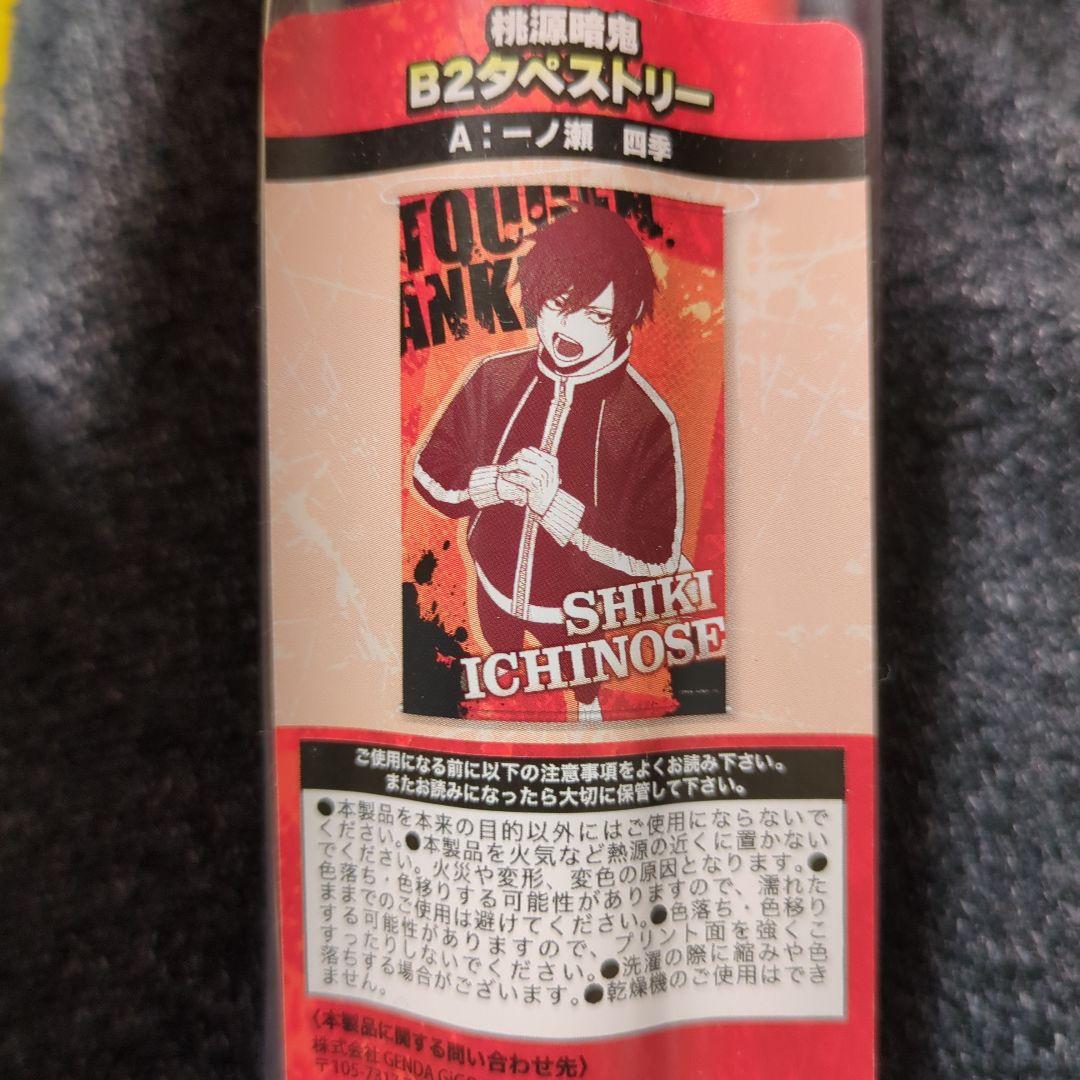 桃源暗鬼
B2タペストリー
A：一ノ瀬　四季
TOUGEN
ANKI
SHIKI
ICHINOSE
ご使用になる前に以下の注意事項をよくお読み下さい。
またお読みになったら大切に保管して下さい。
●本製品を本来の目的以外にはご使用にならないで
ください。●本製品を火気など熱源の近くに置かない
でください。火災や変形、変色の原因となります。●
色落ち・色移りする可能性がありますので、濡れた
ままでのご使用は避けてください。●色落ち・色移り
する可能性がありますので、プリント面を強くこ
すったりしないでください。●洗濯の際に縮みや色
落ちする場合がございます。●乾燥機のご使用はでき
ません。
〈本製品に関する問い合わせ先〉
株式会社 GENDA GiGO
〒105-731